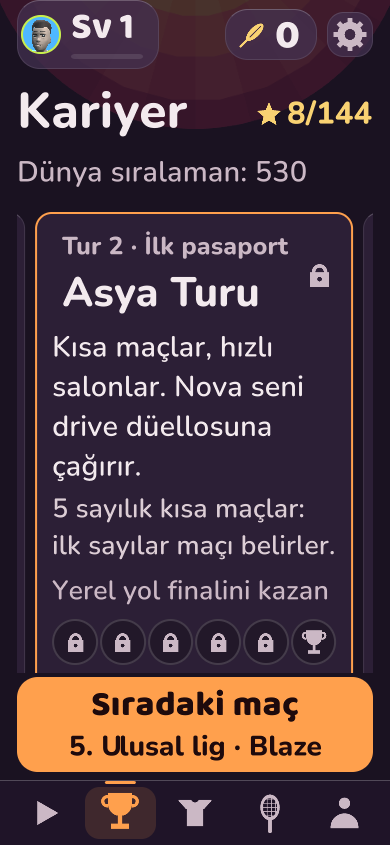 Sv 1
0
Kariyer
8/144
Dünya sıralaman: 530
Tur 2 · İlk pasaport
Asya Turu
Kısa maçlar, hızlı
salonlar. Nova seni
drive düellosuna
çağırır.
5 sayılık kısa maçlar:
ilk sayılar maçı belirler.
Yerel yol finalini kazan
Sıradaki maç
5. Ulusal lig · Blaze